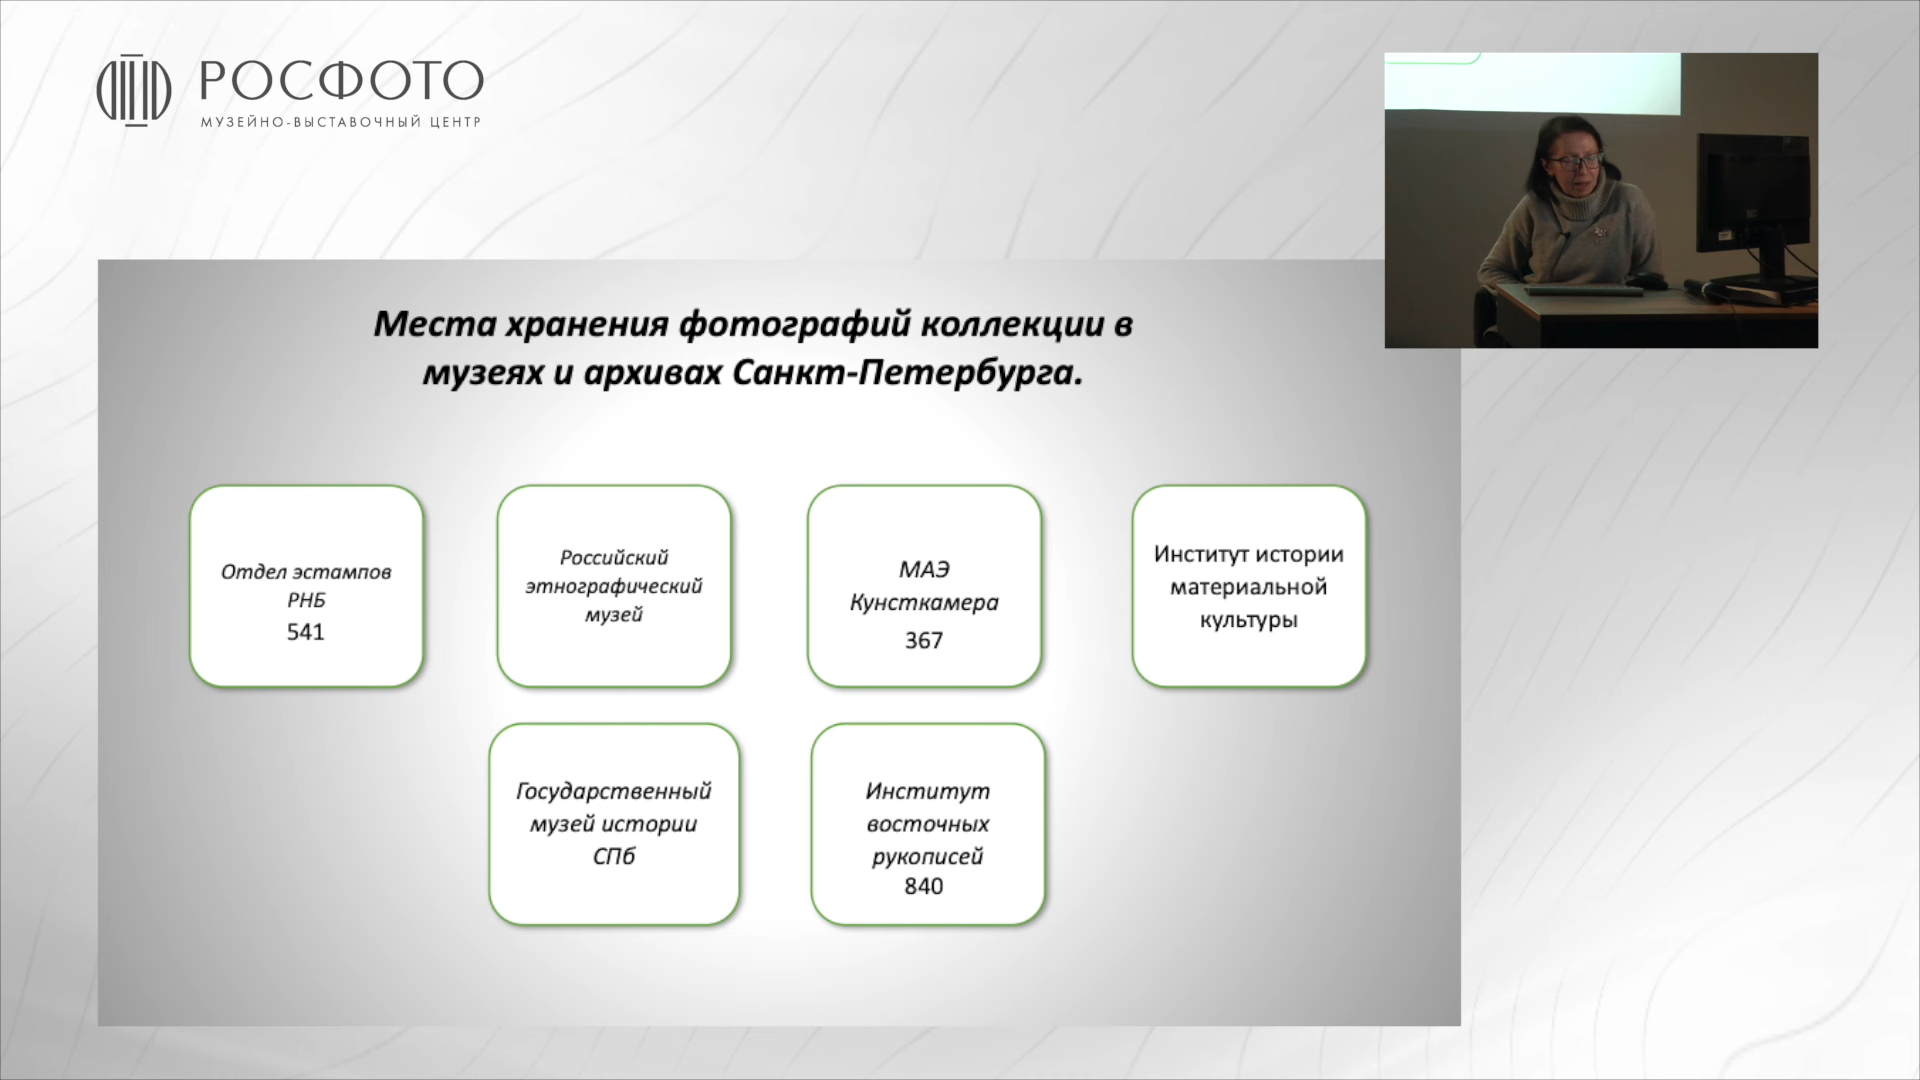 РОСФОТО
МУЗЕЙНО-ВЫСТАВОЧНЫЙ ЦЕНТР
Места хранения фотографий коллекции в
музеях и архивах Санкт-Петербурга.
Отдел эстампов
РНБ
541
Российский
этнографический
музей
МАЭ
Кунсткамера
367
Институт истории
материальной
культуры
Государственный
музей истории
СПб
Институт
восточных
рукописей
840